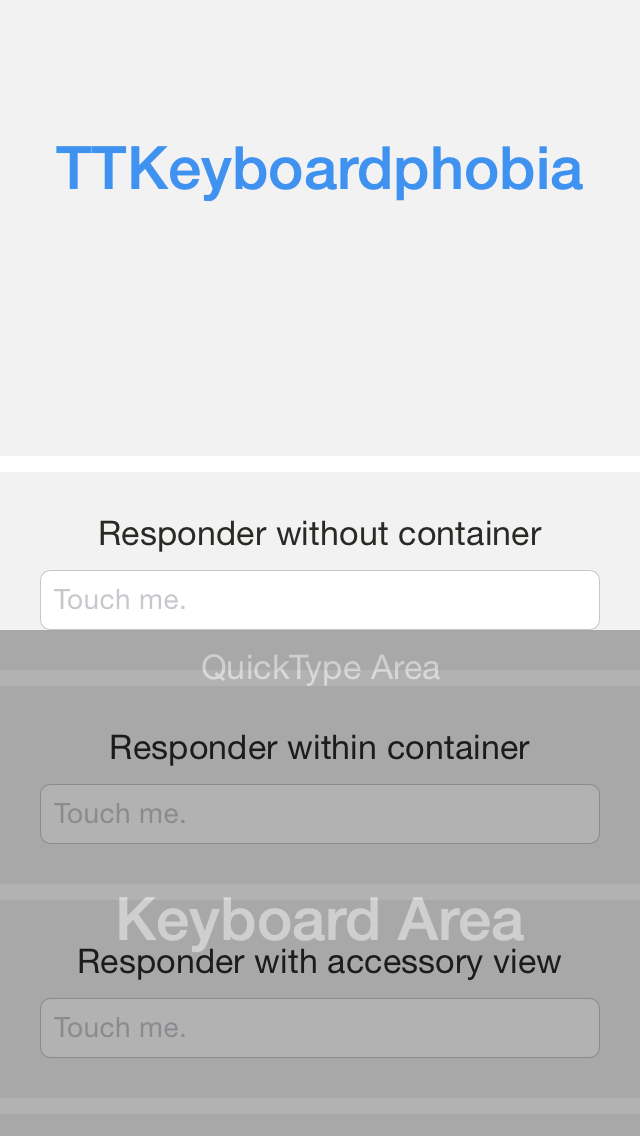 TTKeyboardphobia
Responder without container
Touch me.
QuickType Area
Responder within container
Touch me.
Keyboard Area
Responder with accessory view
Touch me.